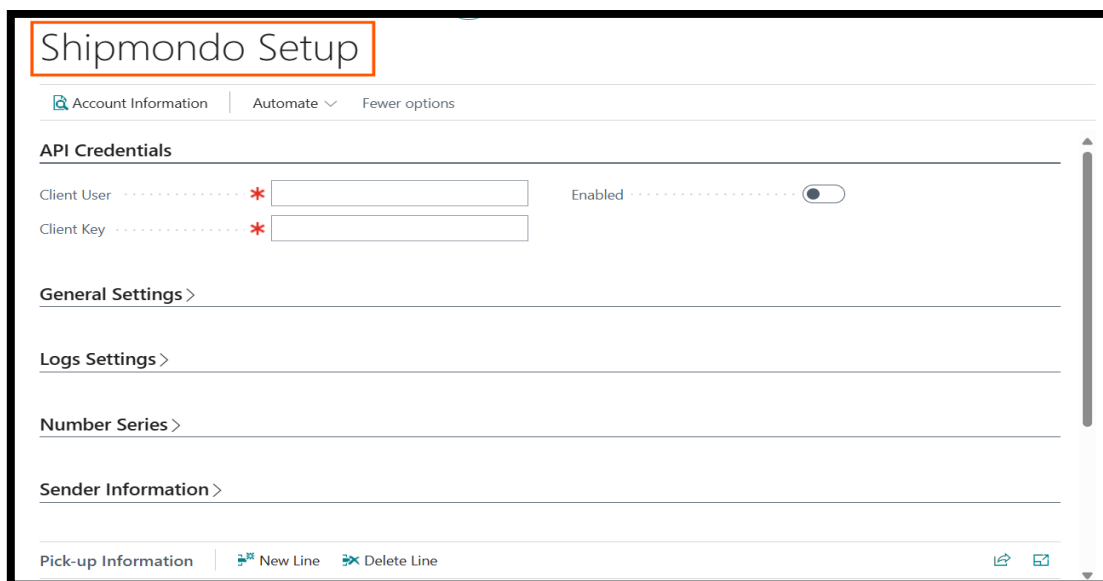 Shipmondo Setup
Account Information Automate Fewer options
API Credentials
Client User * Enabled
Client Key *
General Settings >
Logs Settings >
Number Series >
Sender Information >
Pick-up Information New Line Delete Line